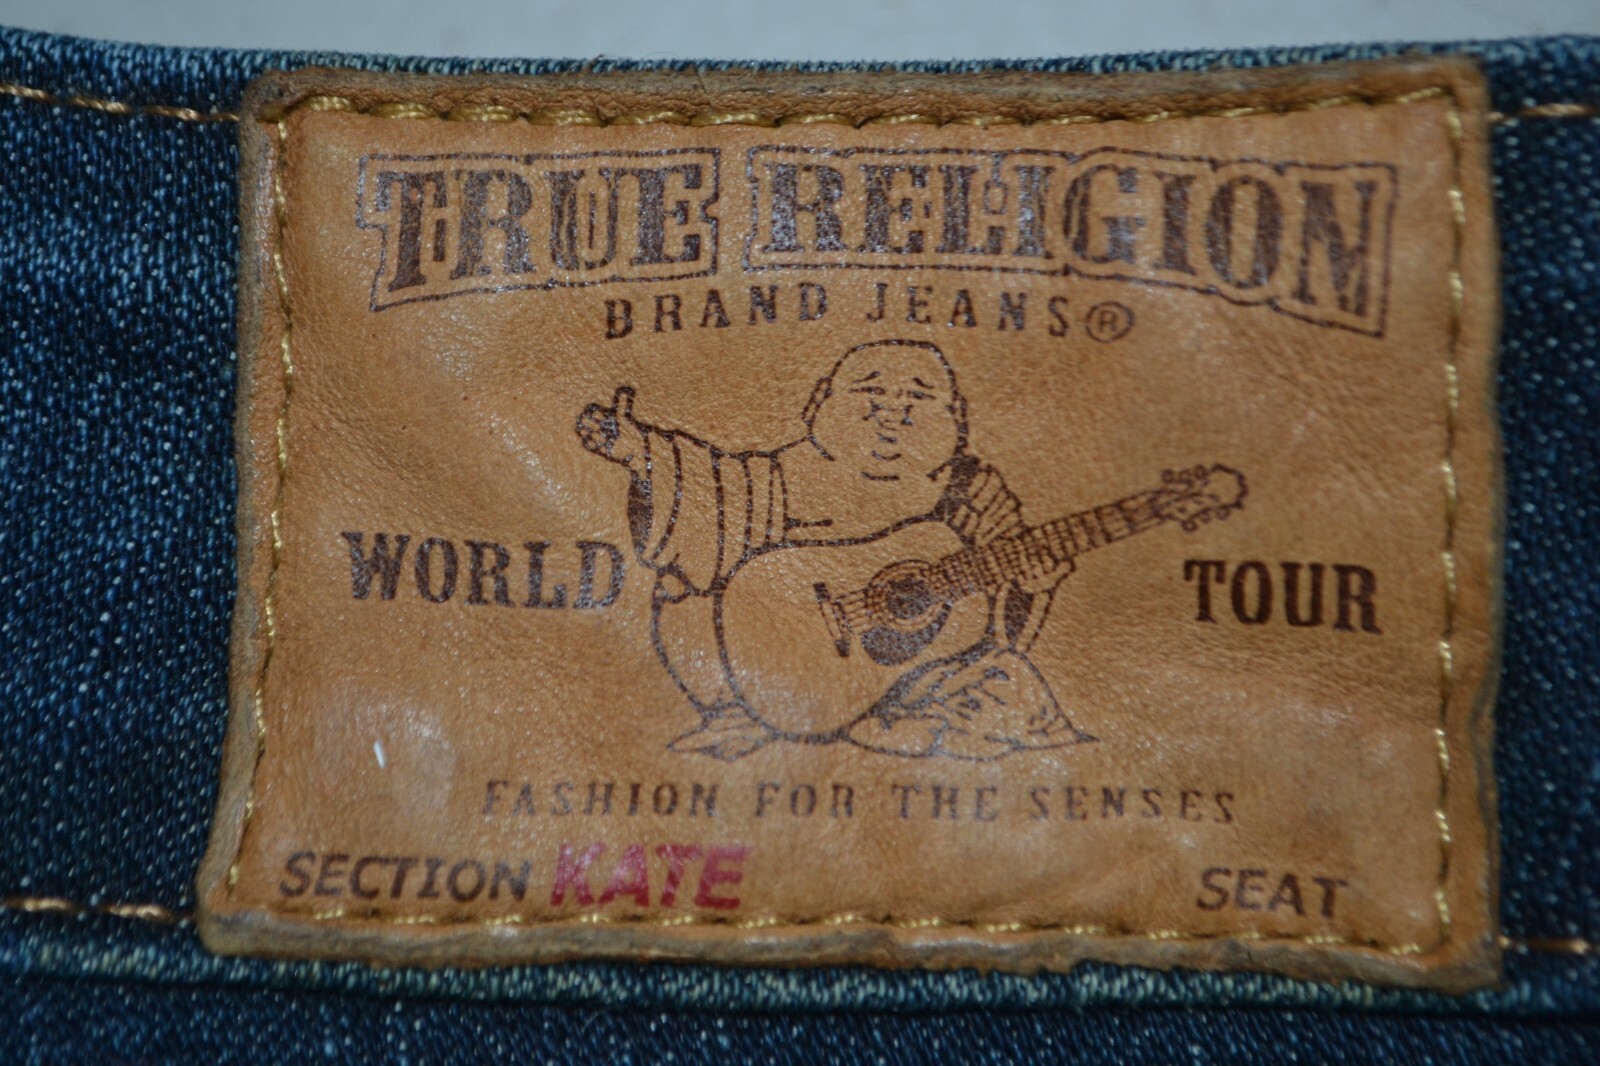 TRUE RELIGION
BRAND JEANS®
WORLD TOUR
FASHION FOR THE SENSES
SECTION KATE SEAT